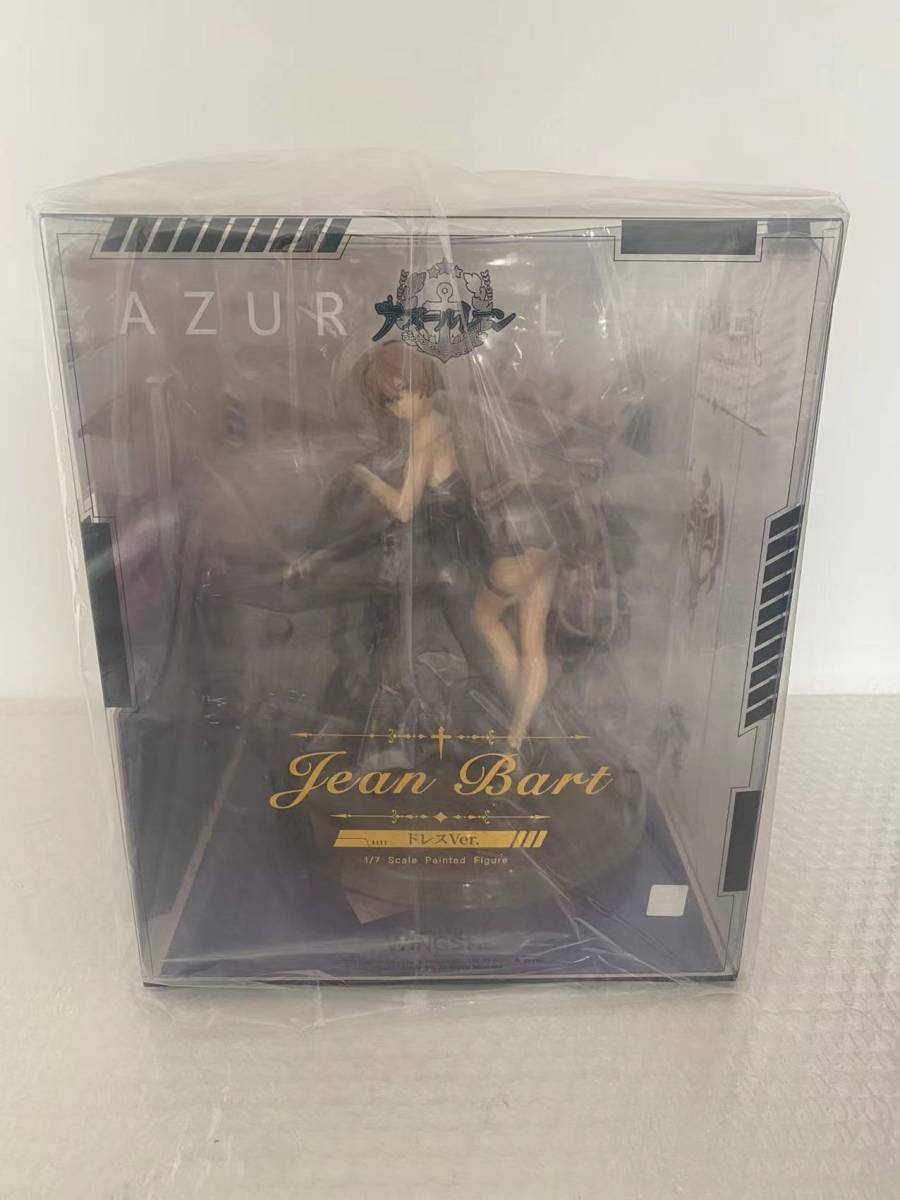 AZUR LANE
アズールレーン
Jean Bart
ドレスVer.
1/7 Scale Painted Figure
WINGS